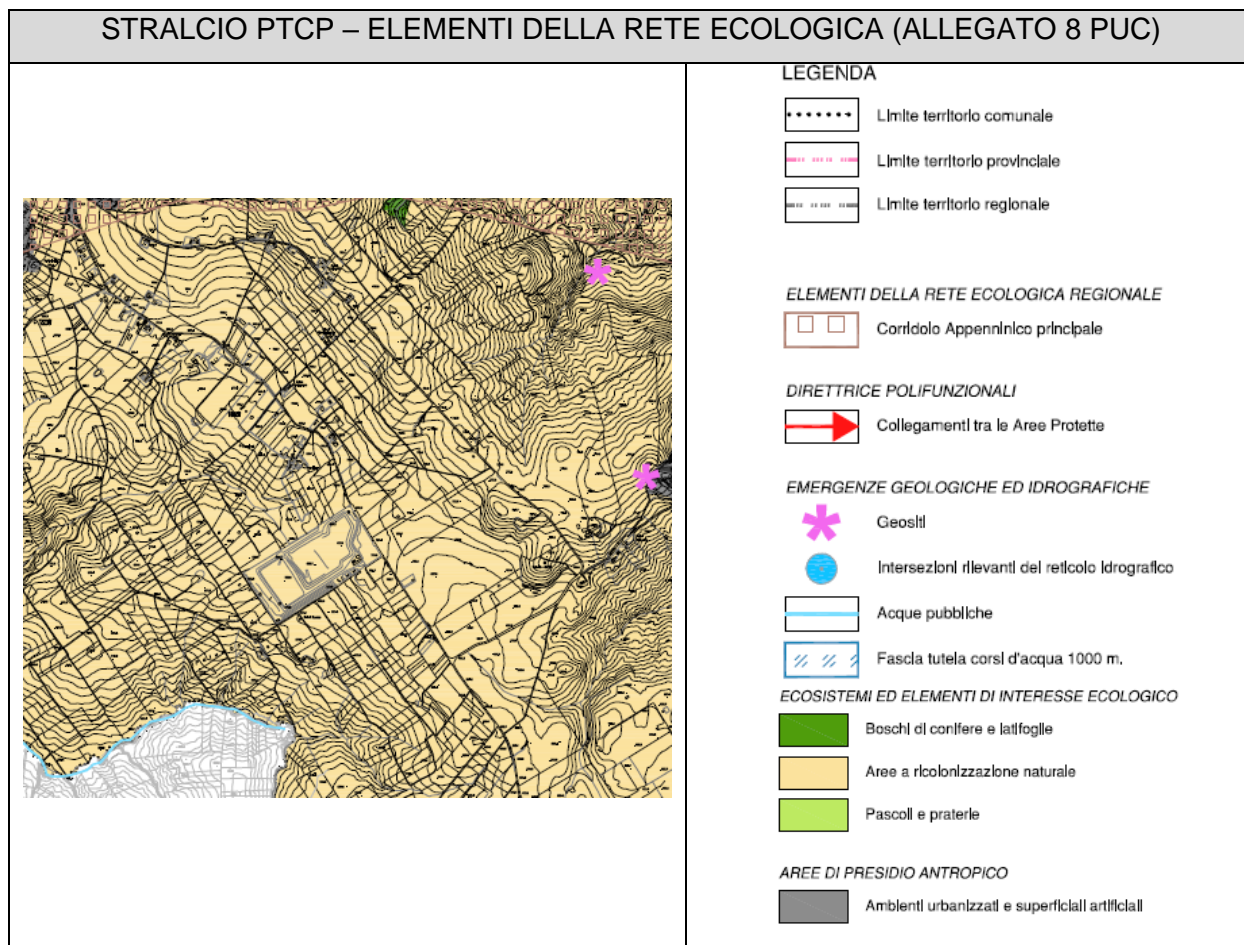 STRALCIO PTCP – ELEMENTI DELLA RETE ECOLOGICA (ALLEGATO 8 PUC)
LEGENDA
Limite territorio comunale
Limite territorio provinciale
Limite territorio regionale
ELEMENTI DELLA RETE ECOLOGICA REGIONALE
Corridoio Appenninico principale
DIRETTRICE POLIFUNZIONALI
Collegamenti tra le Aree Protette
EMERGENZE GEOLOGICHE ED IDROGRAFICHE
Geositi
Intersezioni rilevanti del reticolo idrografico
Acque pubbliche
Fascia tutela corsi d'acqua 1000 m.
ECOSISTEMI ED ELEMENTI DI INTERESSE ECOLOGICO
Boschi di conifere e latifoglie
Aree a ricolonizzazione naturale
Pascoli e praterie
AREE DI PRESIDIO ANTROPICO
Ambienti urbanizzati e superficiali artificiali